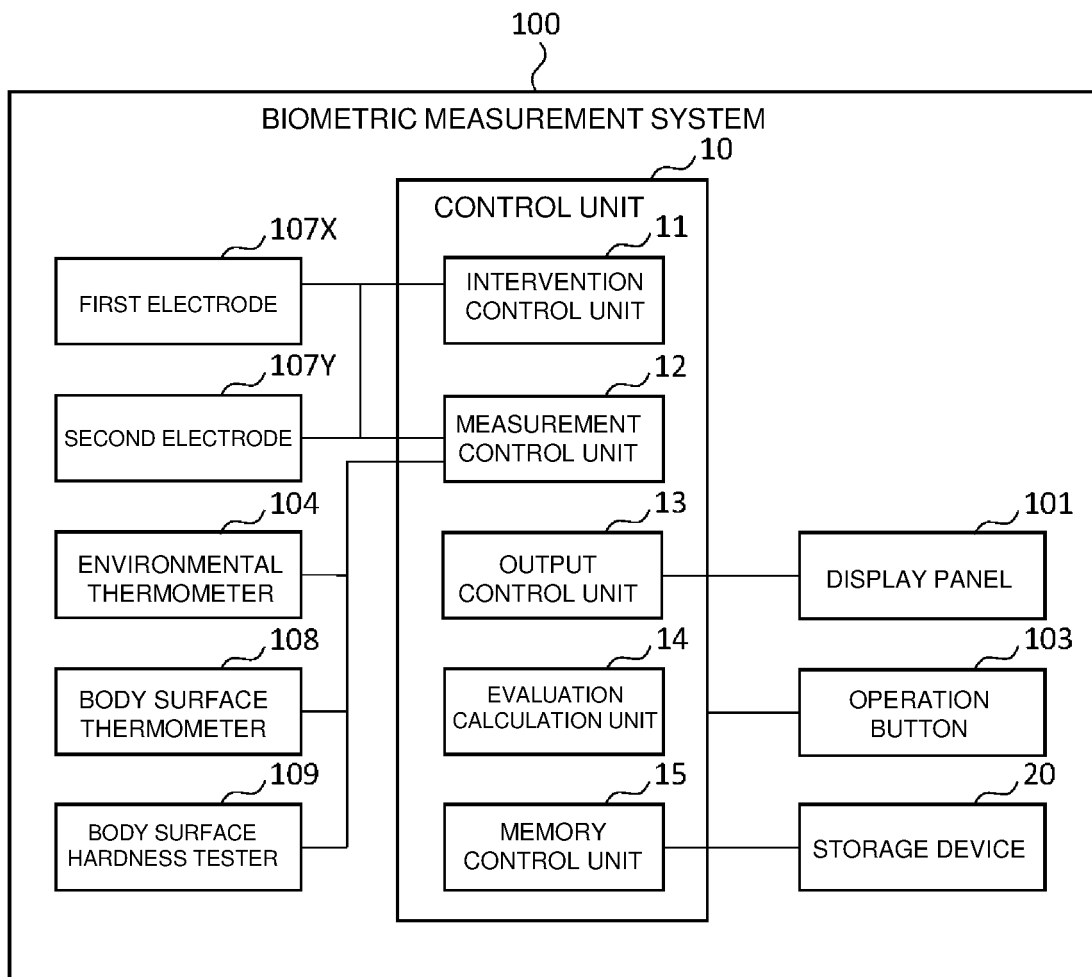 100
BIOMETRIC MEASUREMENT SYSTEM
10
CONTROL UNIT
107X
FIRST ELECTRODE
107Y
SECOND ELECTRODE
104
ENVIRONMENTAL
THERMOMETER
108
BODY SURFACE
THERMOMETER
109
BODY SURFACE
HARDNESS TESTER
11
INTERVENTION
CONTROL UNIT
12
MEASUREMENT
CONTROL UNIT
13
OUTPUT
CONTROL UNIT
14
EVALUATION
CALCULATION UNIT
15
MEMORY
CONTROL UNIT
101
DISPLAY PANEL
103
OPERATION
BUTTON
20
STORAGE DEVICE